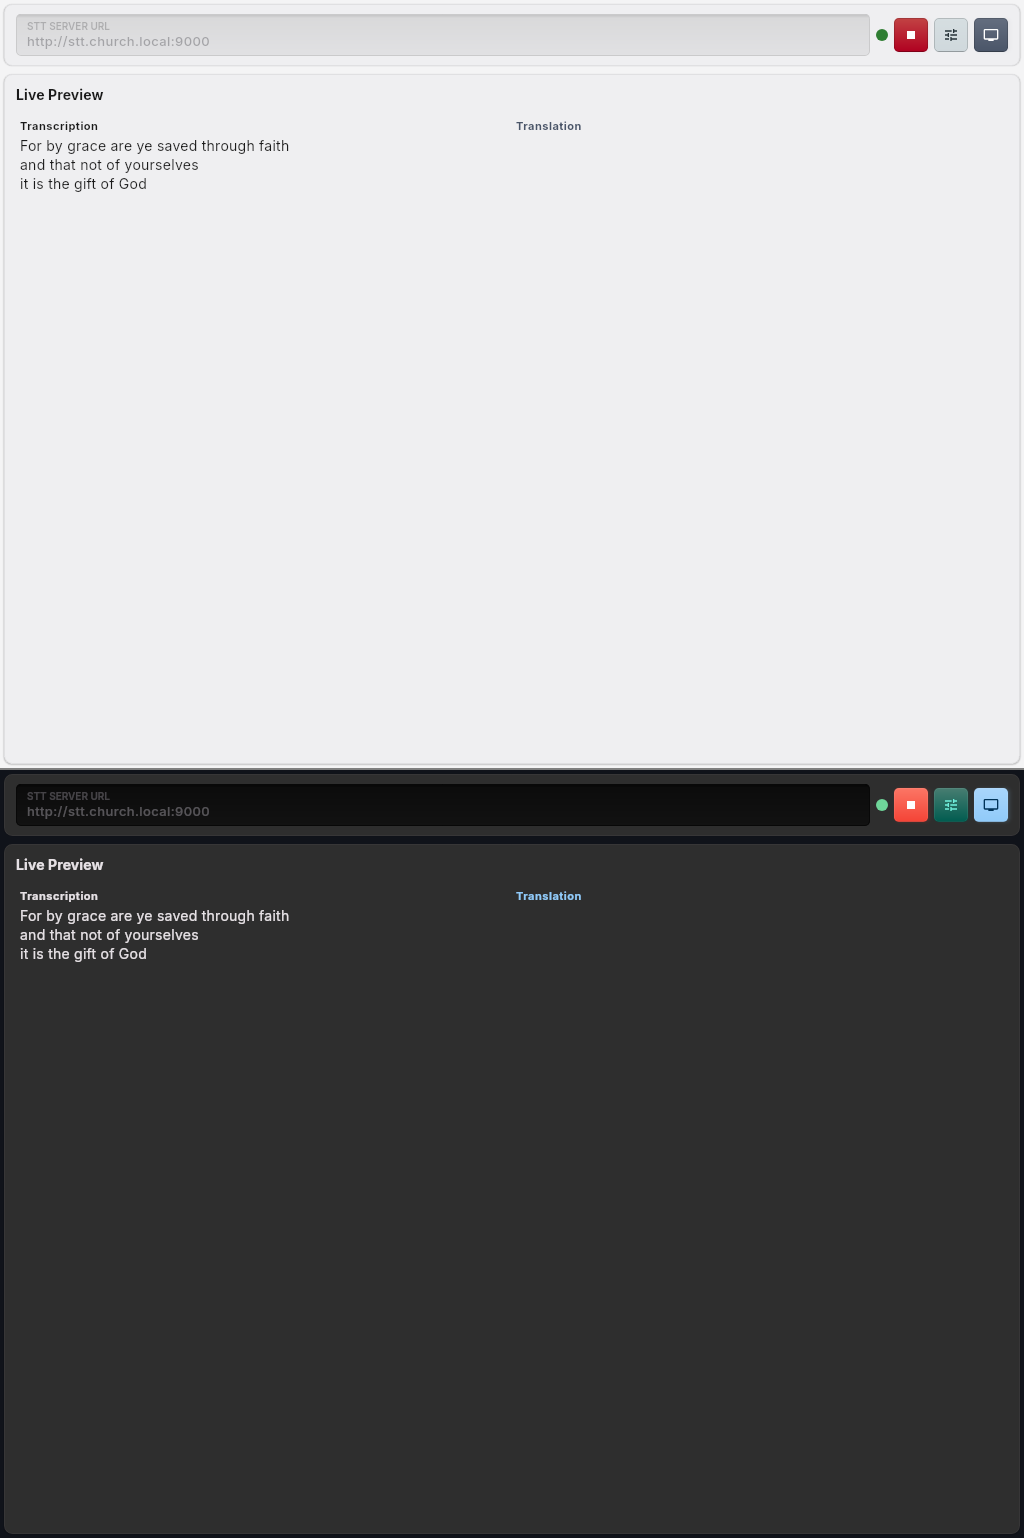 STT SERVER URL
http://stt.church.local:9000
Live Preview
Transcription
Translation
For by grace are ye saved through faith
and that not of yourselves
it is the gift of God
STT SERVER URL
http://stt.church.local:9000
Live Preview
Transcription
Translation
For by grace are ye saved through faith
and that not of yourselves
it is the gift of God